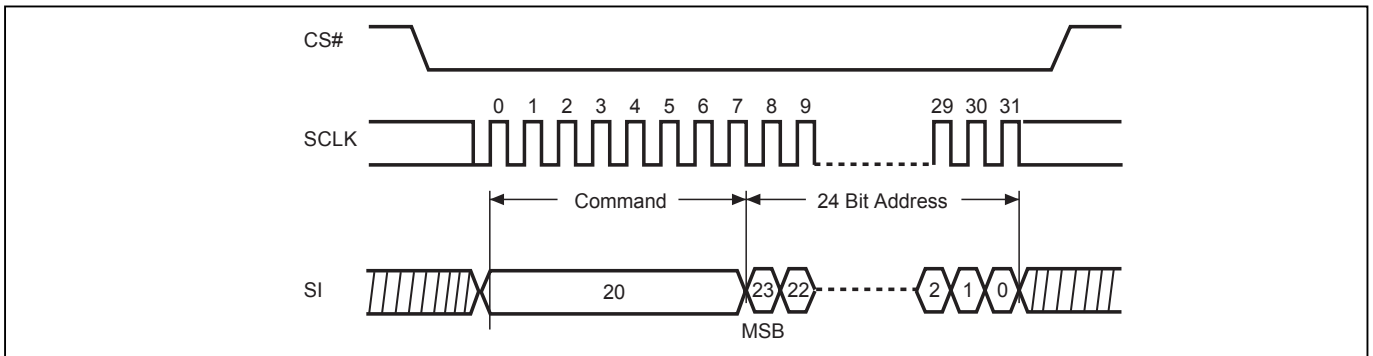 CS#
0 1 2 3 4 5 6 7 8 9 29 30 31
SCLK
Command 24 Bit Address
SI 20 23 22 2 1 0
MSB